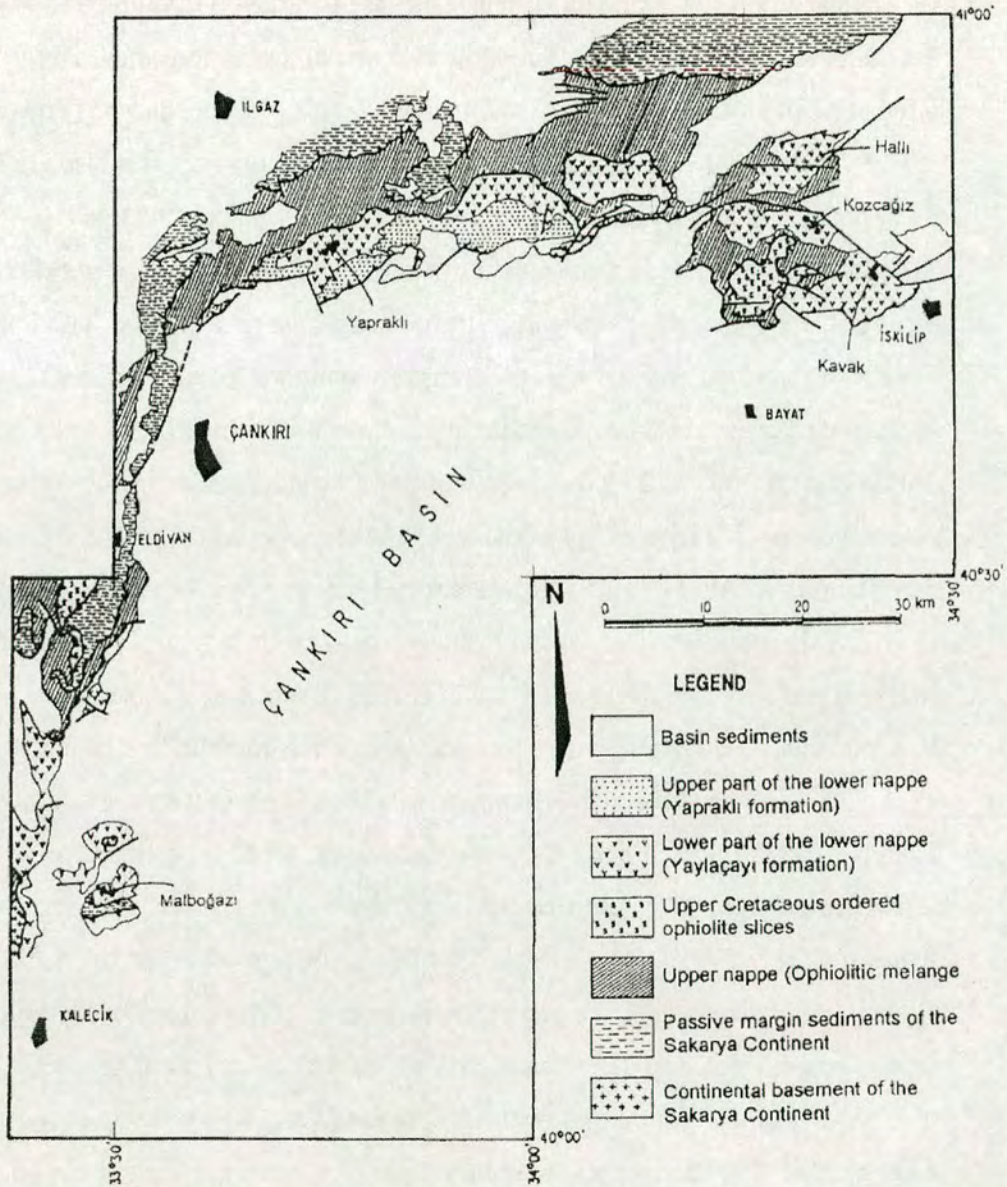 41°00'
ILGAZ
Hallı
Kozcağız
Yapraklı
İSKİLİP
Kavak
BAYAT
ÇANKIRI
ÇANKIRI BASIN
ELDİVAN
40°30'
34°30'
N
0 10 20 30 km
LEGEND
Basin sediments
Upper part of the lower nappe
(Yapraklı formation)
Lower part of the lower nappe
(Yaylaçayı formation)
Upper Cretaceous ordered
ophiolite slices
Upper nappe (Ophiolitic melange
Passive margin sediments of the
Sakarya Continent
Continental basement of the
Sakarya Continent
Malboğazı
KALECİK
40°00'
33°30'
34°00'